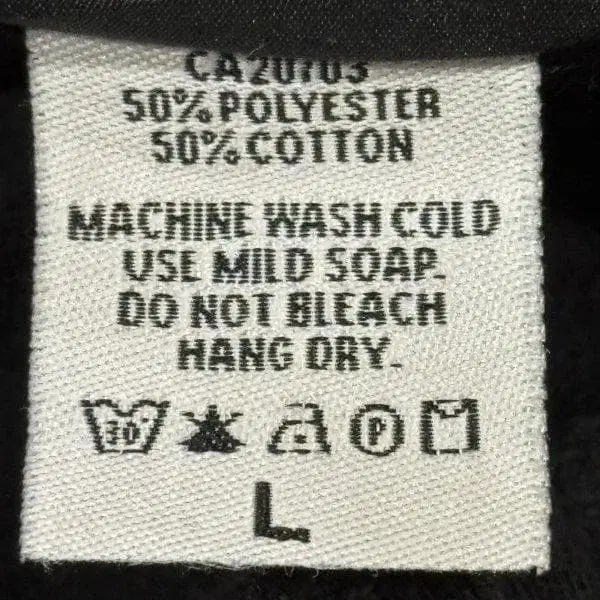 CA20703
50% POLYESTER
50% COTTON
MACHINE WASH COLD
USE MILD SOAP.
DO NOT BLEACH
HANG DRY.
30° P
L